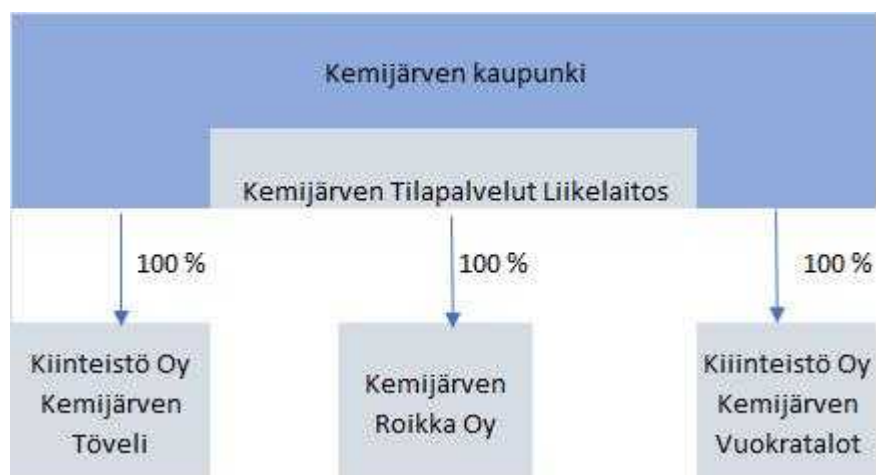 Kemijärven kaupunki
Kemijärven Tilapalvelut Liikelaitos
100 %
100 %
100 %
Kiinteistö Oy
Kemijärven
Töveli
Kemijärven
Roikka Oy
Kiiinteistö Oy
Kemijärven
Vuokratalot